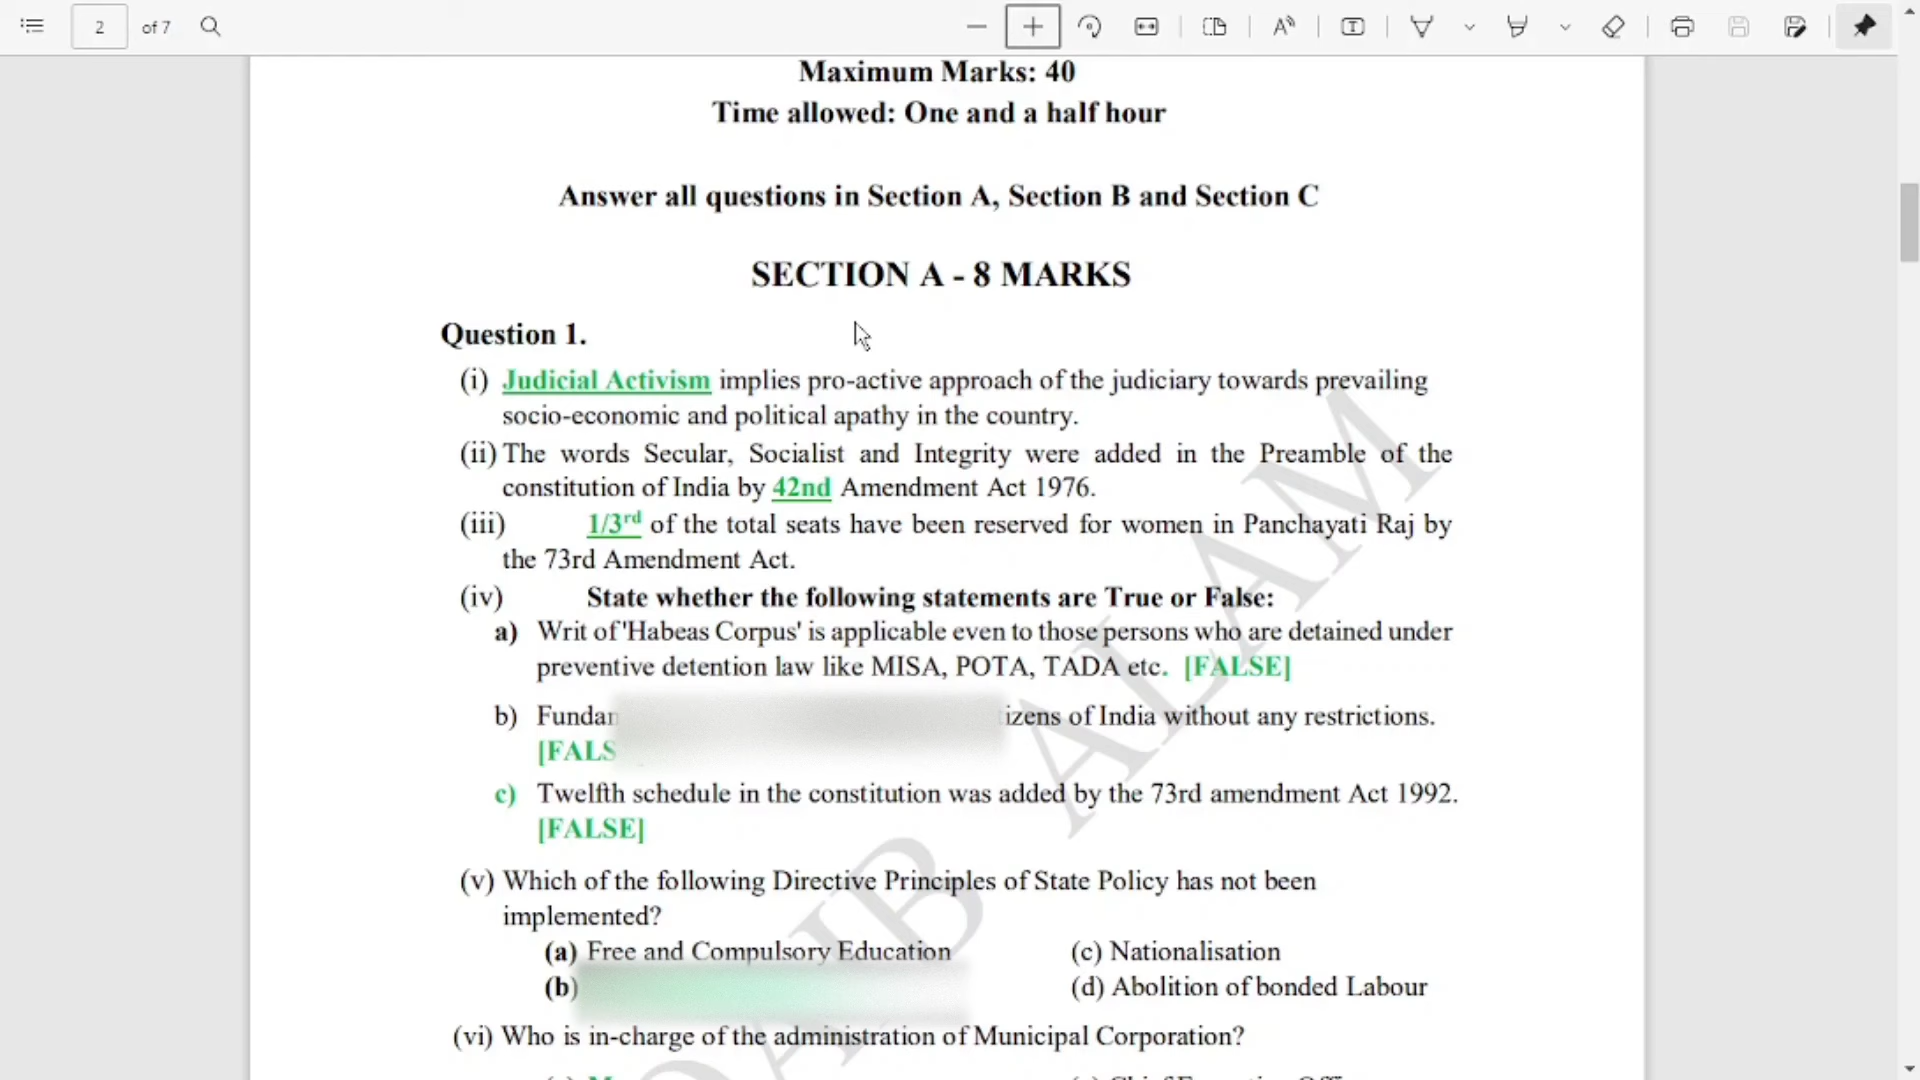 2 of 7
Maximum Marks: 40
Time allowed: One and a half hour
Answer all questions in Section A, Section B and Section C
SECTION A - 8 MARKS
Question 1.
(i) Judicial Activism implies pro-active approach of the judiciary towards prevailing
socio-economic and political apathy in the country.
(ii) The words Secular, Socialist and Integrity were added in the Preamble of the
constitution of India by 42nd Amendment Act 1976.
(iii) 1/3rd of the total seats have been reserved for women in Panchayati Raj by
the 73rd Amendment Act.
(iv) State whether the following statements are True or False:
a) Writ of 'Habeas Corpus' is applicable even to those persons who are detained under
preventive detention law like MISA, POTA, TADA etc. [FALSE]
b) of India without any restrictions.
c) Twelfth schedule in the constitution was added by the 73rd amendment Act 1992.
[FALSE]
(v) Which of the following Directive Principles of State Policy has not been
implemented?
(a) Free and Compulsory Education (c) Nationalisation
(b) (d) Abolition of bonded Labour
(vi) Who is in-charge of the administration of Municipal Corporation?
ALAM